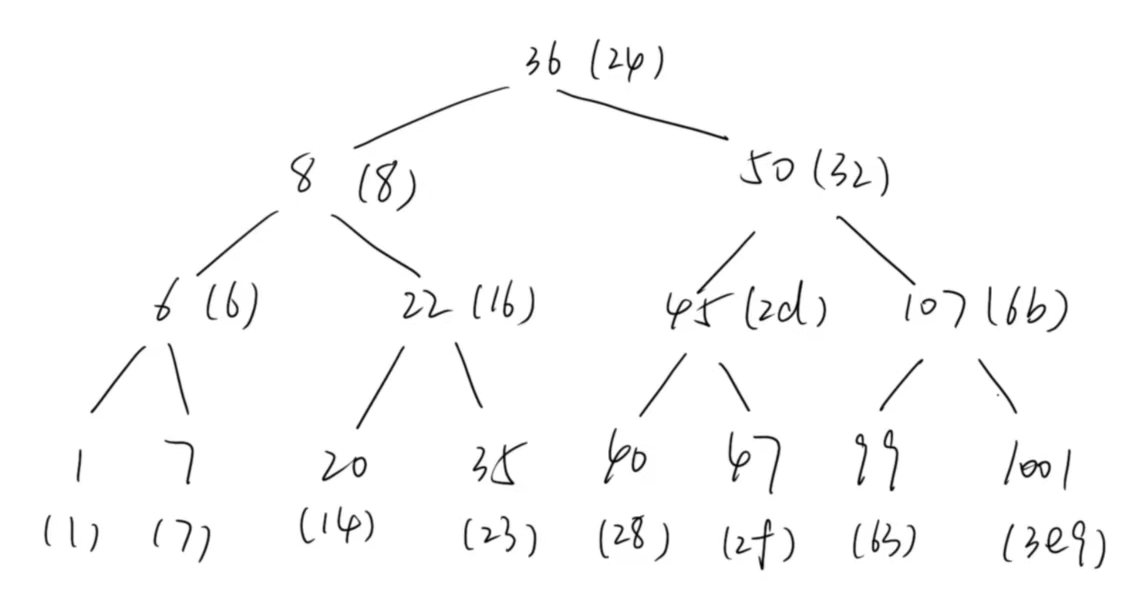 36 (24)
8 (8) 50 (32)
6 (6) 22 (16) 45 (2d) 107 (6b)
1 7 20 35 40 47 99 1001
(1) (7) (14) (23) (28) (2f) (63) (3e9)